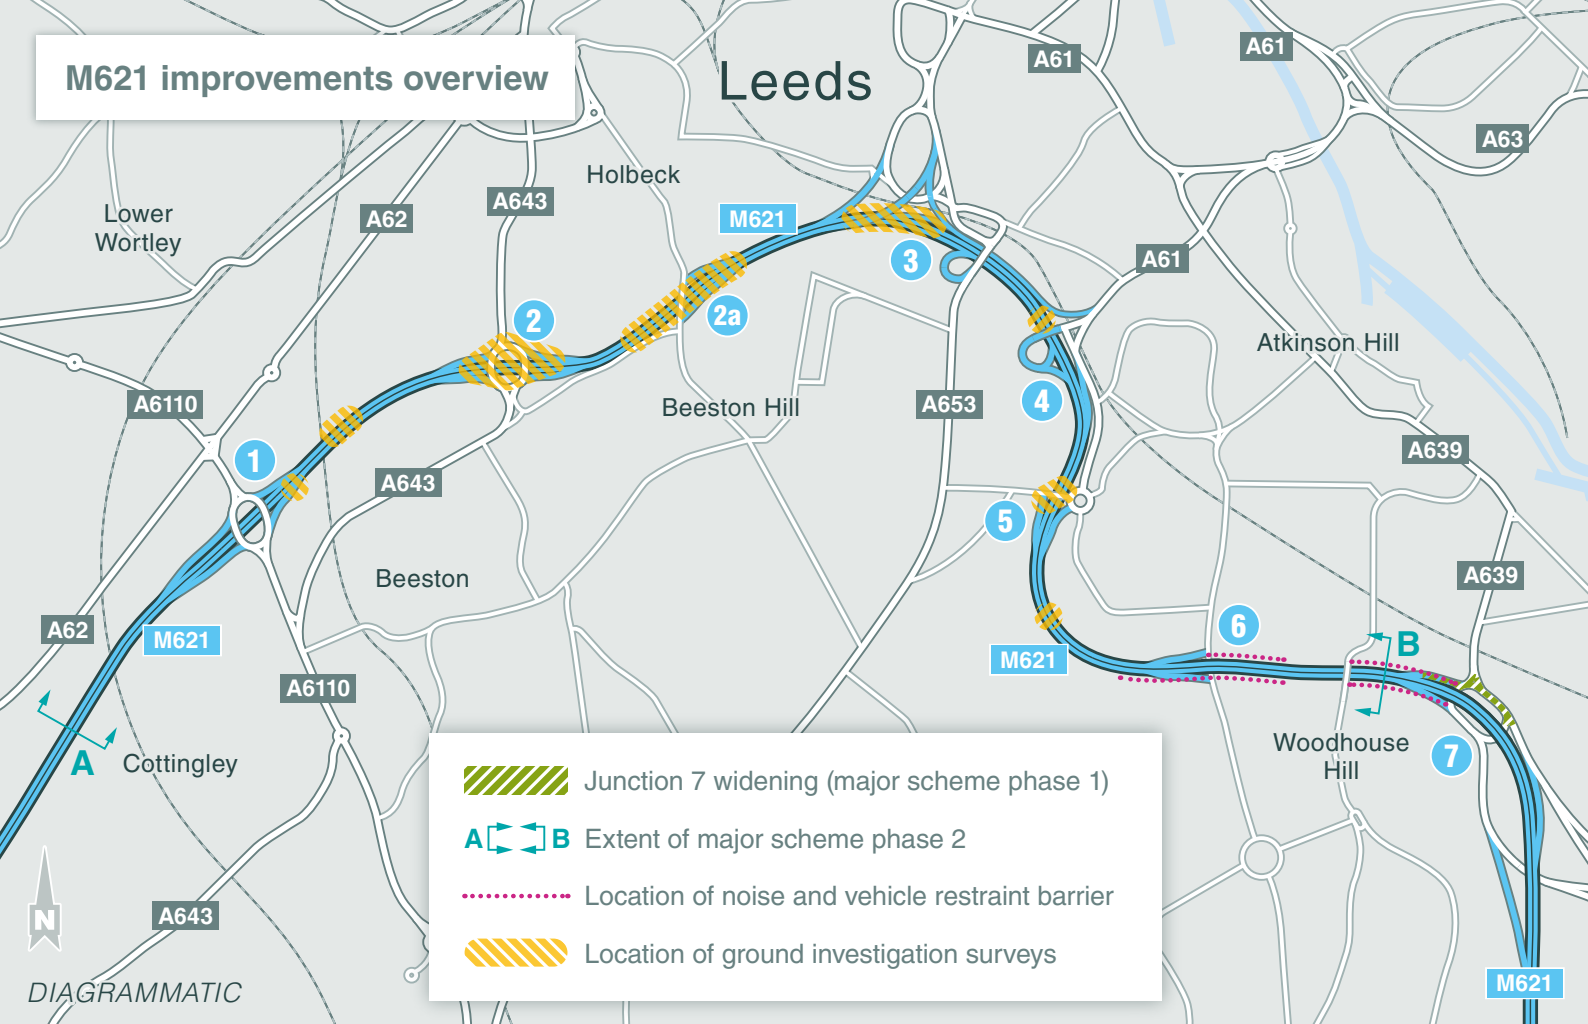 M621 improvements overview
Leeds
A61
A61
A63
Holbeck
A643
A62
Lower
Wortley
M621
3
A61
2
2a
Atkinson Hill
A6110
Beeston Hill
A653
4
A639
1
A643
5
Beeston
A639
A62
M621
6
B
M621
A6110
A
Cottingley
Woodhouse
Hill
7
Junction 7 widening (major scheme phase 1)
A B Extent of major scheme phase 2
Location of noise and vehicle restraint barrier
Location of ground investigation surveys
N
A643
DIAGRAMMATIC
M621